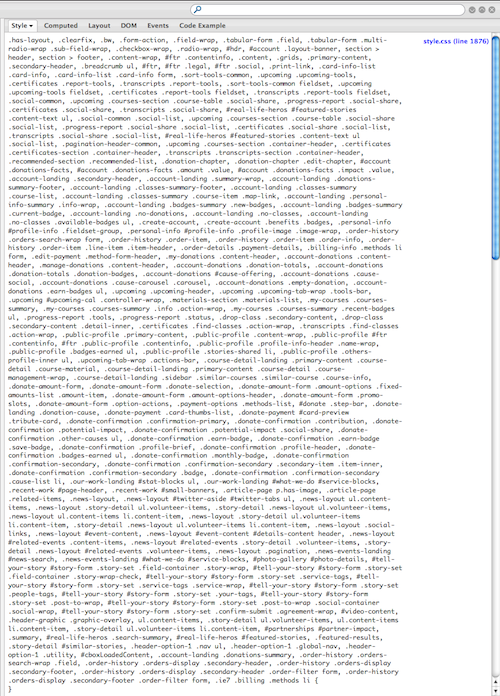 Style ▾ Computed Layout DOM Events Code Example
style.css (line 1876)
.has-layout, .clearfix, .bw, .form-action, .field-wrap, .tabular-form .field, .tabular-form .multi-
radio-wrap .sub-field-wrap, .checkbox-wrap, .radio-wrap, #hdr, #account .layout-banner, section >
header, section > footer, .content-wrap, #ftr .contentinfo, .content, .grids, .primary-content,
.secondary-header, .breadcrumb ul, #ftr, #ftr .legal, #ftr .social, .print-link, .card-info-list
.card-info, .card-info-list .card-info form, .sort-tools-common, .upcoming .upcoming-tools,
.certificates .report-tools, .transcripts .report-tools, .sort-tools-common fieldset, .upcoming
.upcoming-tools fieldset, .certificates .report-tools fieldset, .transcripts .report-tools fieldset,
.social-common, .upcoming .courses-section .course-table .social-share, .progress-report .social-share,
.certificates .social-share, .transcripts .social-share, #real-life-heros #featured-stories
.content-text ul, .social-common .social-list, .upcoming .courses-section .course-table .social-share
.social-list, .progress-report .social-share .social-list, .certificates .social-share .social-list,
.transcripts .social-share .social-list, #real-life-heros #featured-stories .content-text ul
.social-list, .pagination-header-common, .upcoming .courses-section .container-header, .certificates
.certificates-section .container-header, .transcripts .transcripts-section .container-header,
.recommended-section .recommended-list, .donation-chapter, .donation-chapter .edit-chapter, #account
.donations-facts, #account .donations-facts .amount .value, #account .donations-facts .impact .value,
.account-landing .secondary-header, .account-landing .summary-wrap, .account-landing .donations-
summary-footer, .account-landing .classes-summary-footer, .account-landing .classes-summary
.course-list, .account-landing .classes-summary .course-item .map-link, .account-landing .personal-
info-summary .info-wrap, .account-landing .badges-summary .new-badges, .account-landing .badges-summary
.current-badge, .account-landing .no-donations, .account-landing .no-classes, .account-landing
.no-classes .available-badges ul, .create-account, .create-account .benefits .badges, .personal-info
#profile-info .fieldset-group, .personal-info #profile-info .profile-image .image-wrap, .order-history
.orders-search-wrap form, .order-history .order-item, .order-history .order-item .order-info, .order-
history .order-item .line-item .item-header, .order-details .payment-details, .billing-info .methods li
form, .edit-payment .method-form-header, .my-donations .content-header, .account-donations .content-
header, .manage-donations .content-header, .account-donations .donation-totals, .account-donations
.donation-totals .donation-badges, .account-donations #cause-offering, .account-donations .cause-
social, .account-donations .cause-carousel .carousel, .account-donations .empty-donation, .account-
donations .earn-badges ul, .upcoming .upcoming-header, .upcoming .upcoming-tab-wrap .tools-bar,
.upcoming #upcoming-cal .controller-wrap, .materials-section .materials-list, .my-courses .courses-
summary, .my-courses .courses-summary .info .action-wrap, .my-courses .courses-summary .recent-badges
ul, .progress-report .tools, .progress-report .status, .drop-class .secondary-content, .drop-class
.secondary-content .detail-inner, .certificates .find-classes .action-wrap, .transcripts .find-classes
.action-wrap, .public-profile .primary-content, .public-profile .content-wrap, .public-profile #ftr
.contentinfo, #ftr .public-profile .contentinfo, .public-profile .profile-info-header .name-wrap,
.public-profile .badges-earned ul, .public-profile .stories-shared li, .public-profile .others-
profile-inner ul, .upcoming-tab-wrap .actions-bar, .course-detail-landing .primary-content .course-
detail .course-material, .course-detail-landing .primary-content .course-detail .course-
management-wrap, .course-detail-landing .sidebar .similar-courses .similar-course .course-info,
.donate-amount-form, .donate-amount-form .donate-selection, .donate-amount-form .amount-options .fixed-
amounts-list .amount-item, .donate-amount-form .amount-options-header, .donate-amount-form .promo-
slots, .donate-amount-form .option-actions, .payment-options .methods-list, #donate .step-bar, .donate-
landing .donation-cause, .donate-payment .card-thumbs-list, .donate-payment #card-preview
.tribute-card, .donate-confirmation .confirmation-primary, .donate-confirmation .contribution, .donate-
confirmation .potential-impact, .donate-confirmation .potential-impact .social-share, .donate-
confirmation .other-causes ul, .donate-confirmation .earn-badge, .donate-confirmation .earn-badge
.save-badge, .donate-confirmation .profile-brief, .donate-confirmation .profile-header, .donate-
confirmation .badges-earned ul, .donate-confirmation .monthly-badge, .donate-confirmation
.confirmation-secondary, .donate-confirmation .confirmation-secondary .secondary-item .item-inner,
.donate-confirmation .confirmation-secondary .badge, .donate-confirmation .confirmation-secondary
.cause-list li, .our-work-landing #stat-blocks ul, .our-work-landing #what-we-do #service-blocks,
.recent-work #page-header, .recent-work #small-banners, .article-page p.has-image, .article-page
.related-items, .news-layout, .news-layout #twitter-aside #twitter-tabs ul, .news-layout ul.content-
items, .news-layout .story-detail ul.volunteer-items, .story-detail .news-layout ul.volunteer-items,
.news-layout ul.content-items li.content-item, .news-layout .story-detail ul.volunteer-items
li.content-item, .story-detail .news-layout ul.volunteer-items li.content-item, .news-layout .social-
links, .news-layout #event-content, .news-layout #event-content #details-content header, .news-layout
#related-events .content-items, .news-layout #related-events .story-detail .volunteer-items, .story-
detail .news-layout #related-events .volunteer-items, .news-layout .pagination, .news-events-landing
#news-search, .news-events-landing #what-we-do #service-blocks, #photo-gallery #photo-details, #tell-
your-story #story-form .story-set .field-container .story-wrap, #tell-your-story #story-form .story-set
.field-container .story-wrap-check, #tell-your-story #story-form .story-set .service-tags, #tell-
your-story #story-form .story-set .service-tags .service-wrap, #tell-your-story #story-form .story-set
.people-tags, #tell-your-story #story-form .story-set .your-tags, #tell-your-story #story-form
.story-set .post-to-wrap, #tell-your-story #story-form .story-set .post-to-wrap .social-container
.social-wrap, #tell-your-story #story-form .story-set .confirm-submit .agreement-wrap, #video-content,
.header-graphic .graphic-overlay, ul.content-items, .story-detail ul.volunteer-items, ul.content-items
li.content-item, .story-detail ul.volunteer-items li.content-item, #partnerships #partner-impact,
.summary, #real-life-heros .search-summary, #real-life-heros #featured-stories, .featured-results,
.story-detail #similar-stories, .header-option-1 .nav ul, .header-option-1 .global-nav, .header-
option-1 .utility, #cboxLoadedContent, .account-landing .donations-summary, .order-history .orders-
search-wrap .field, .order-history .orders-display .secondary-header, .order-history .orders-display
.secondary-footer, .order-history .orders-display .secondary-header .order-filter form, .order-history
.orders-display .secondary-footer .order-filter form, .ie7 .billing .methods li {